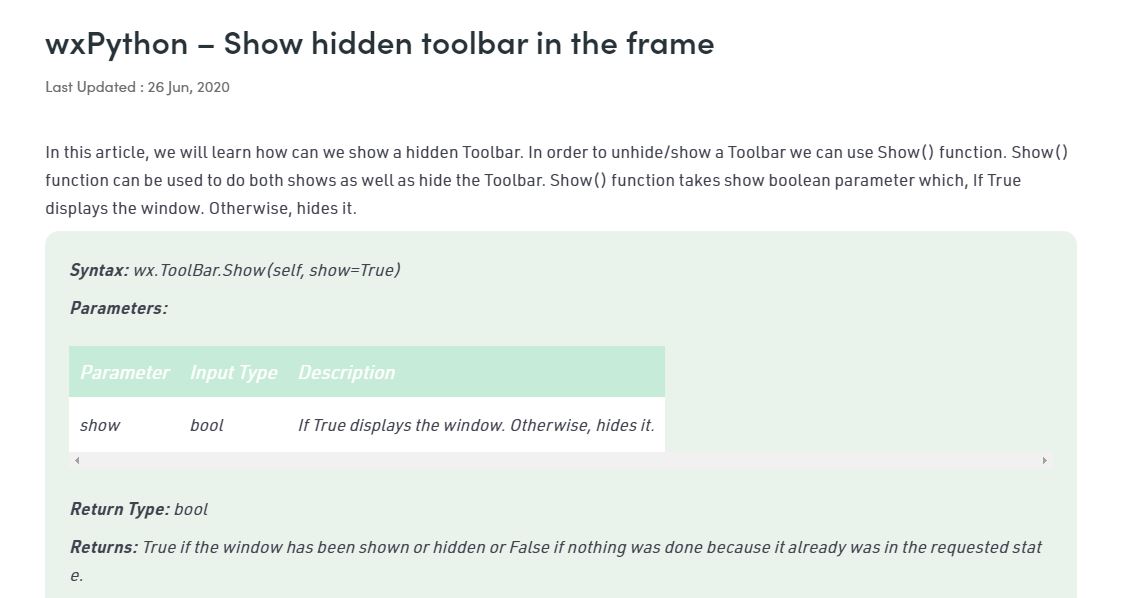 wxPython – Show hidden toolbar in the frame
Last Updated : 26 Jun, 2020
In this article, we will learn how can we show a hidden Toolbar. In order to unhide/show a Toolbar we can use Show() function. Show()
function can be used to do both shows as well as hide the Toolbar. Show() function takes show boolean parameter which, If True
displays the window. Otherwise, hides it.
Syntax: wx.ToolBar.Show(self, show=True)
Parameters:
Parameter Input Type Description
show bool If True displays the window. Otherwise, hides it.
Return Type: bool
Returns: True if the window has been shown or hidden or False if nothing was done because it already was in the requested stat
e.